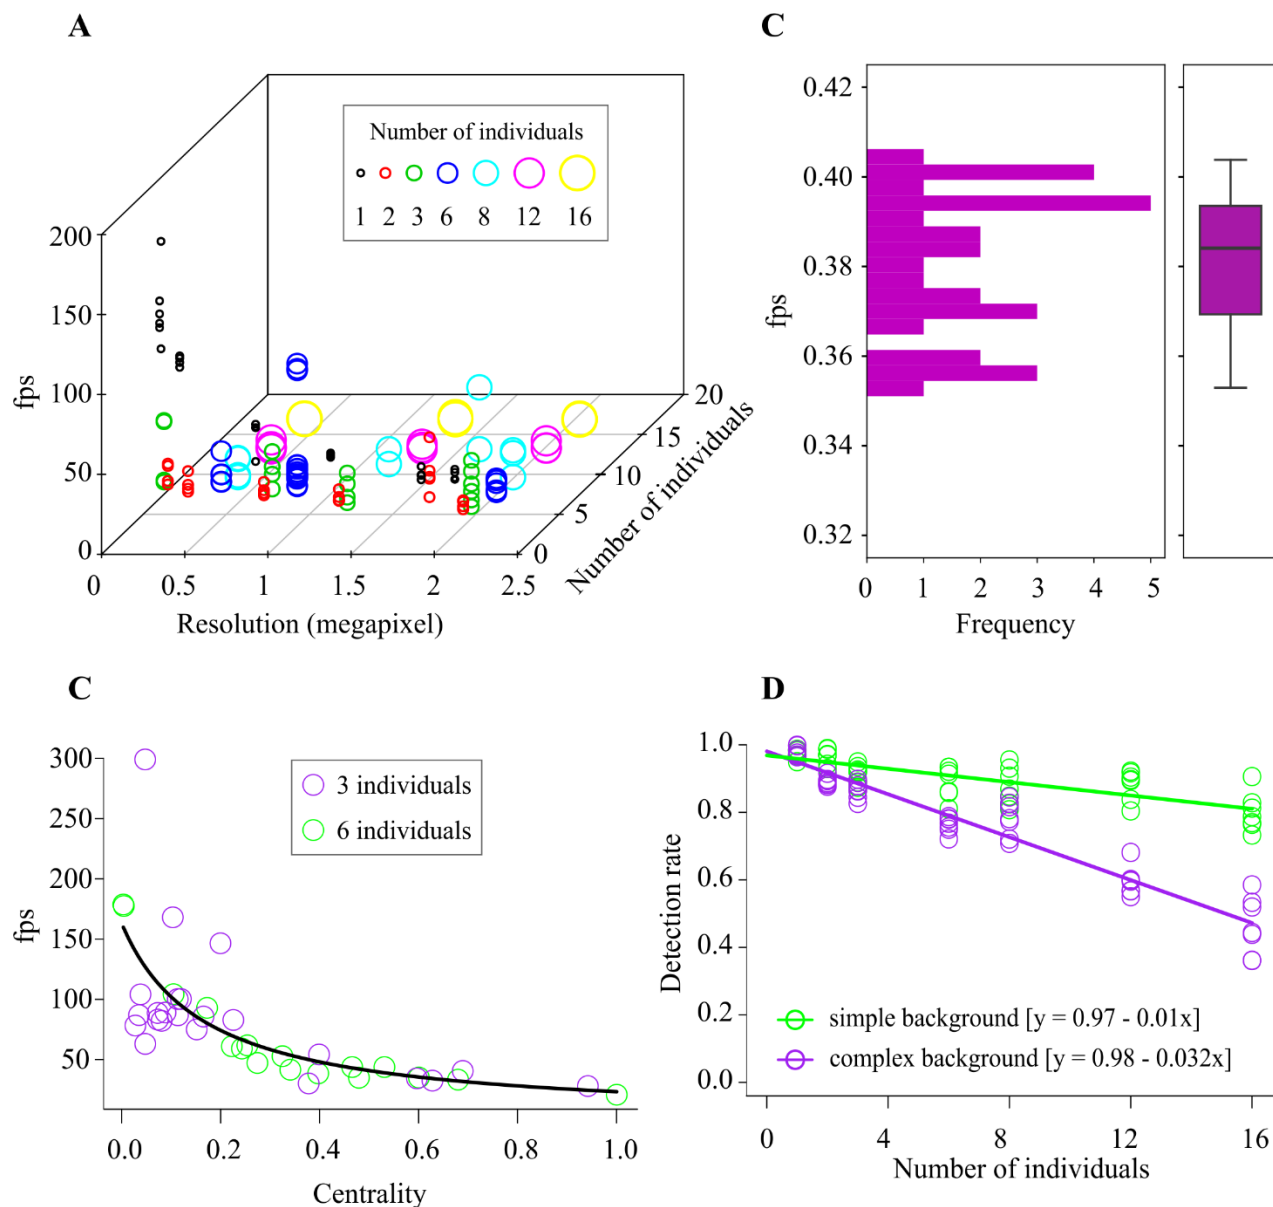 A
Number of individuals
1 2 3 6 8 12 16
200
150
100
50
0
fps
0 0.5 1 1.5 2 2.5
Resolution (megapixel)
0
5
10
15
20
Number of individuals
C
0.42
0.40
0.38
0.36
0.34
0.32
fps
0 1 2 3 4 5
Frequency
C
300
250
200
150
100
50
fps
3 individuals
6 individuals
0.0 0.2 0.4 0.6 0.8 1.0
Centrality
D
1.0
0.8
0.6
0.4
0.2
0.0
Detection rate
simple background [y = 0.97 - 0.01x]
complex background [y = 0.98 - 0.032x]
0 4 8 12 16
Number of individuals